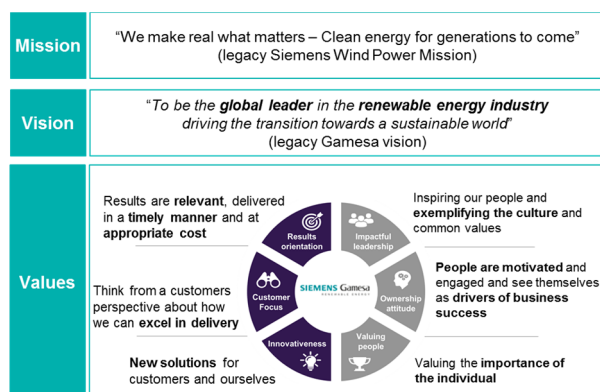 Mission
“We make real what matters – Clean energy for generations to come”
(legacy Siemens Wind Power Mission)
Vision
“To be the global leader in the renewable energy industry
driving the transition towards a sustainable world”
(legacy Gamesa vision)
Values
Results are relevant, delivered
in a timely manner and at
appropriate cost
Think from a customers
perspective about how
we can excel in delivery
New solutions for
customers and ourselves
Results
orientation
Impactful
leadership
Customer
Focus
SIEMENS Gamesa
RENEWABLE ENERGY
Ownership
attitude
Innovativeness
Valuing
people
Inspiring our people and
exemplifying the culture and
common values
People are motivated and
engaged and see themselves
as drivers of business
success
Valuing the importance of
the individual